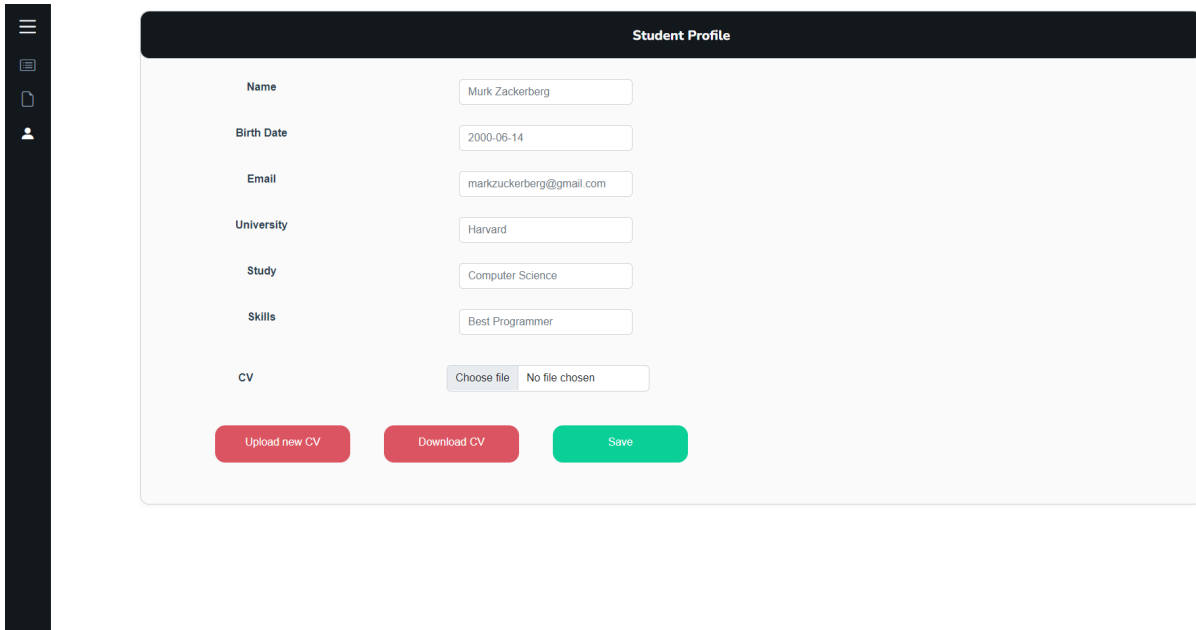 Student Profile
Name Murk Zackerberg
Birth Date 2000-06-14
Email markzuckerberg@gmail.com
University Harvard
Study Computer Science
Skills Best Programmer
CV Choose file No file chosen
Upload new CV Download CV Save